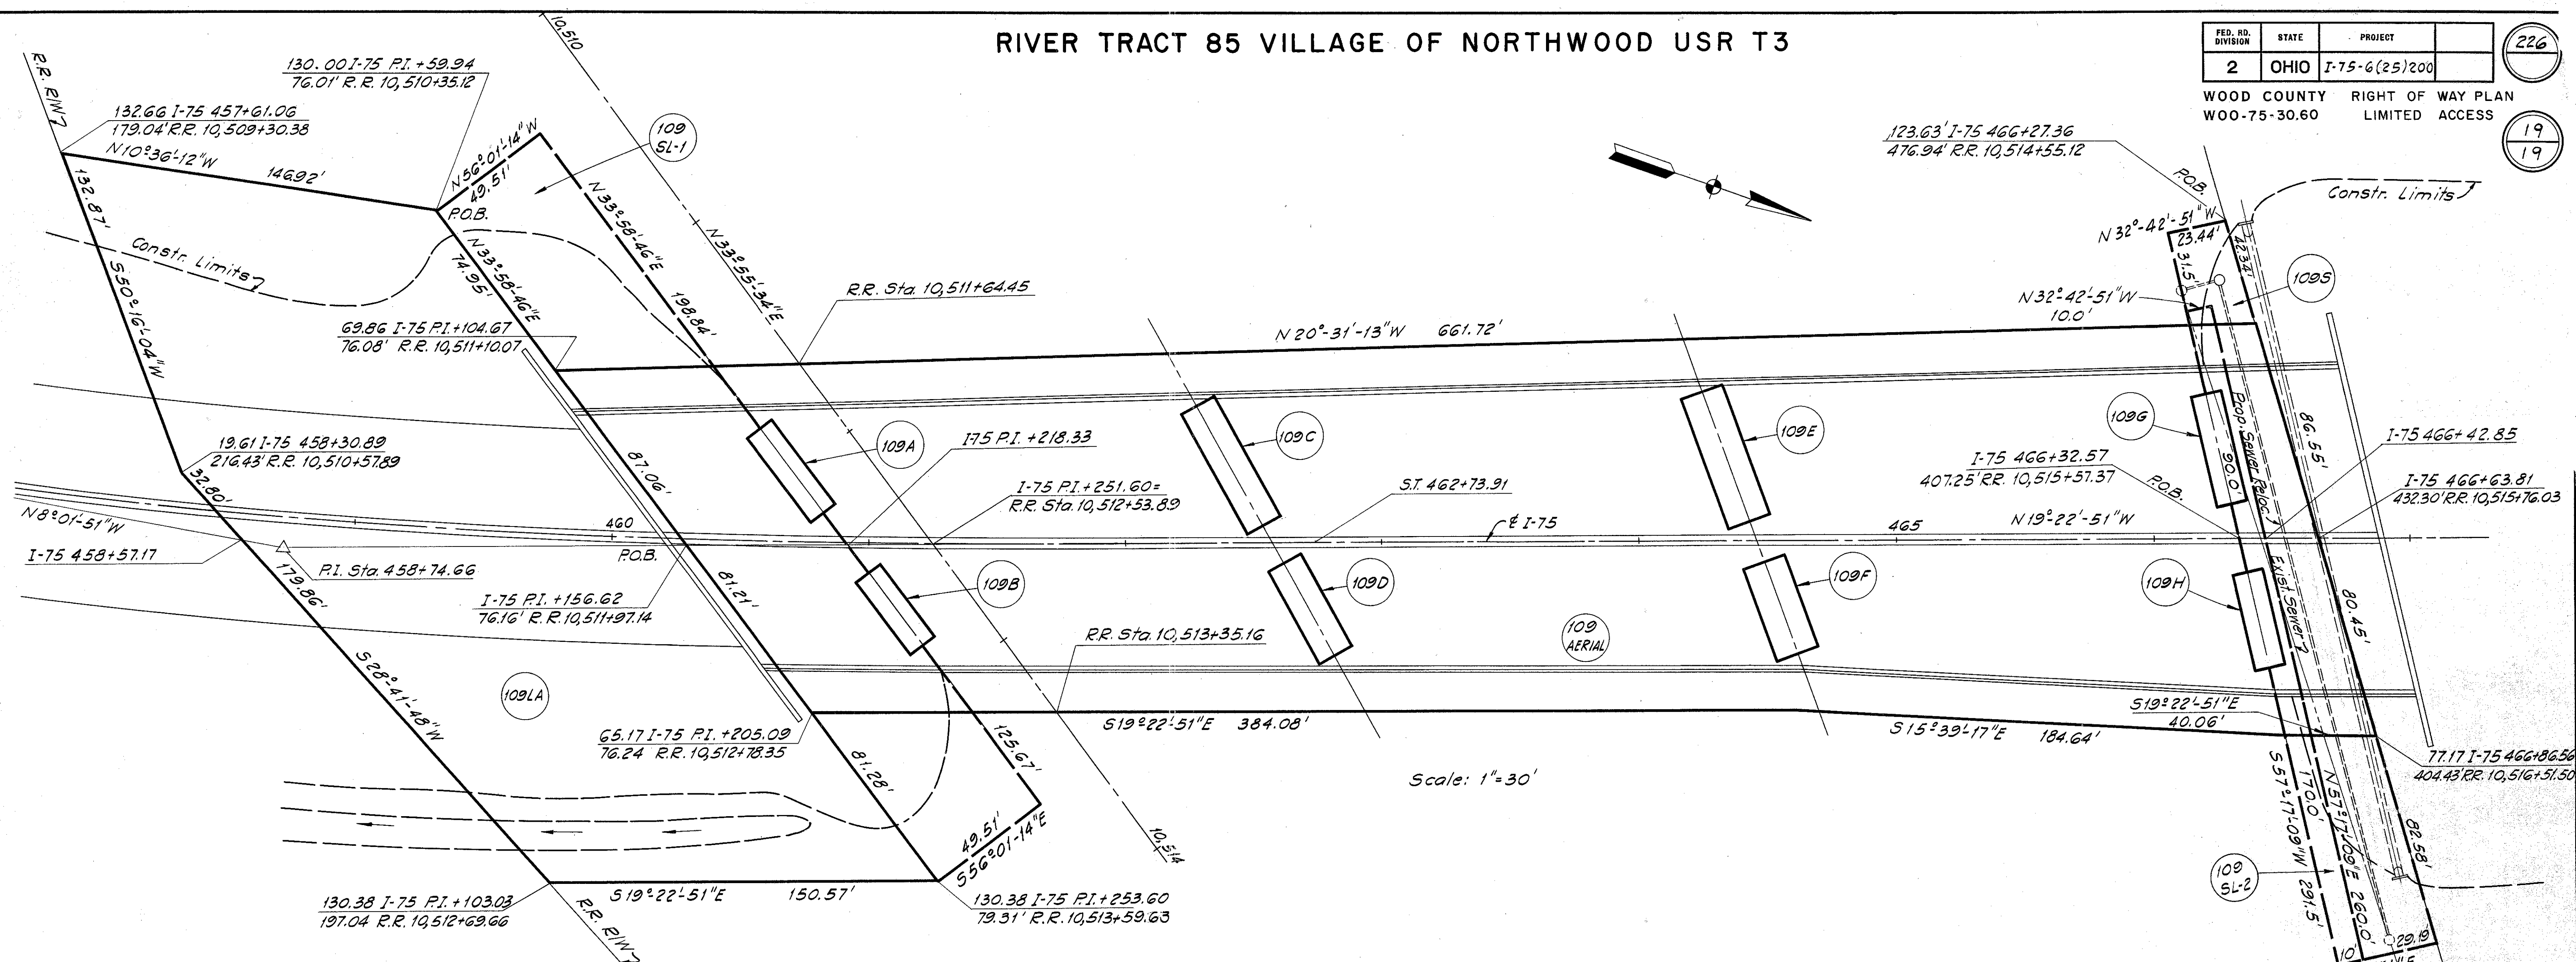 RIVER TRACT 85 VILLAGE OF NORTHWOOD USR T3
FED. RD. DIVISION STATE PROJECT
2 OHIO I-75-6(25)200
226
WOOD COUNTY RIGHT OF WAY PLAN
WOO-75-30.60 LIMITED ACCESS
19
19
R.R. R/W
130.00 I-75 P.I. +59.94
76.01' R.R. 10,510+35.12
10,510
132.66 I-75 457+61.06
179.04' R.R. 10,509+30.38
N10°36'-12"W
146.92'
N56°-01'-14"W
49.51'
P.O.B.
109
SL-1
132.87'
S50°-16'-04"W
Constr. Limits
N33°-58'-46"E
74.95'
N33°-58'-46"E
198.84'
N33°-55'-34"E
R.R. Sta. 10,511+64.45
69.86 I-75 P.I. +104.67
76.08' R.R. 10,511+10.07
N 20°-31'-13"W 661.72'
123.63' I-75 466+27.36
476.94' R.R. 10,514+55.12
P.O.B.
Constr. Limits
N 32°-42'-51"W
23.44'
42.34'
31.5'
109S
N32°-42'-51"W
10.0'
19.61 I-75 458+30.89
216.43' R.R. 10,510+57.89
32.80'
87.06'
109A
I-75 P.I. +218.33
109C
109E
109G
Prop. Sewer Reloc.
90.0'
86.55'
I-75 466+42.85
I-75 466+32.57
407.25' R.R. 10,515+57.37
P.O.B.
I-75 466+63.81
432.30' R.R. 10,515+76.03
I-75 P.I. +251.60=
R.R. Sta. 10,512+53.89
S.T. 462+73.91
N8°-01'-51"W
460
P.O.B.
℄ I-75
465
N19°-22'-51"W
I-75 458+57.17
P.I. Sta. 458+74.66
179.86'
I-75 P.I. +156.62
76.16' R.R. 10,511+97.14
81.21'
109B
109D
109F
109H
Exist. Sewer
80.45'
R.R. Sta. 10,513+35.16
109
AERIAL
S28°-41'-48"W
109LA
65.17 I-75 P.I. +205.09
76.24 R.R. 10,512+78.35
S19°22'-51"E 384.08'
125.67'
81.28'
S15°-39'-17"E 184.64'
S19°22'-51"E
40.06'
77.17 I-75 466+86.56
404.43' R.R. 10,516+51.50
Scale: 1"=30'
49.51'
S56°01'-14"E
10,514
S57°-17'-09"W 291.5'
170.0'
N57°-17'-09"E 260.0'
82.58'
109
SL-2
130.38 I-75 P.I. +103.03
197.04 R.R. 10,512+69.66
S19°-22'-51"E 150.57'
130.38 I-75 P.I. +253.60
79.31' R.R. 10,513+59.63
R.R. R/W
10'
29.19